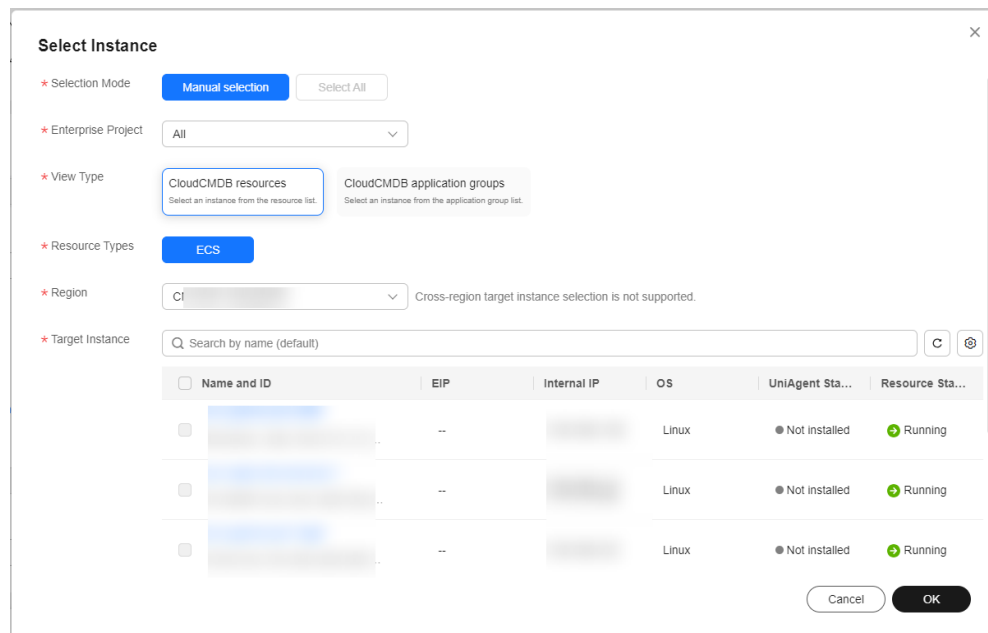 Select Instance
* Selection Mode
Manual selection
Select All
* Enterprise Project
All
* View Type
CloudCMDB resources
Select an instance from the resource list.
CloudCMDB application groups
Select an instance from the application group list.
* Resource Types
ECS
* Region
Cross-region target instance selection is not supported.
* Target Instance
Search by name (default)
Name and ID EIP Internal IP OS UniAgent Sta... Resource Sta...
-- Linux Not installed Running
-- Linux Not installed Running
-- Linux Not installed Running
Cancel OK